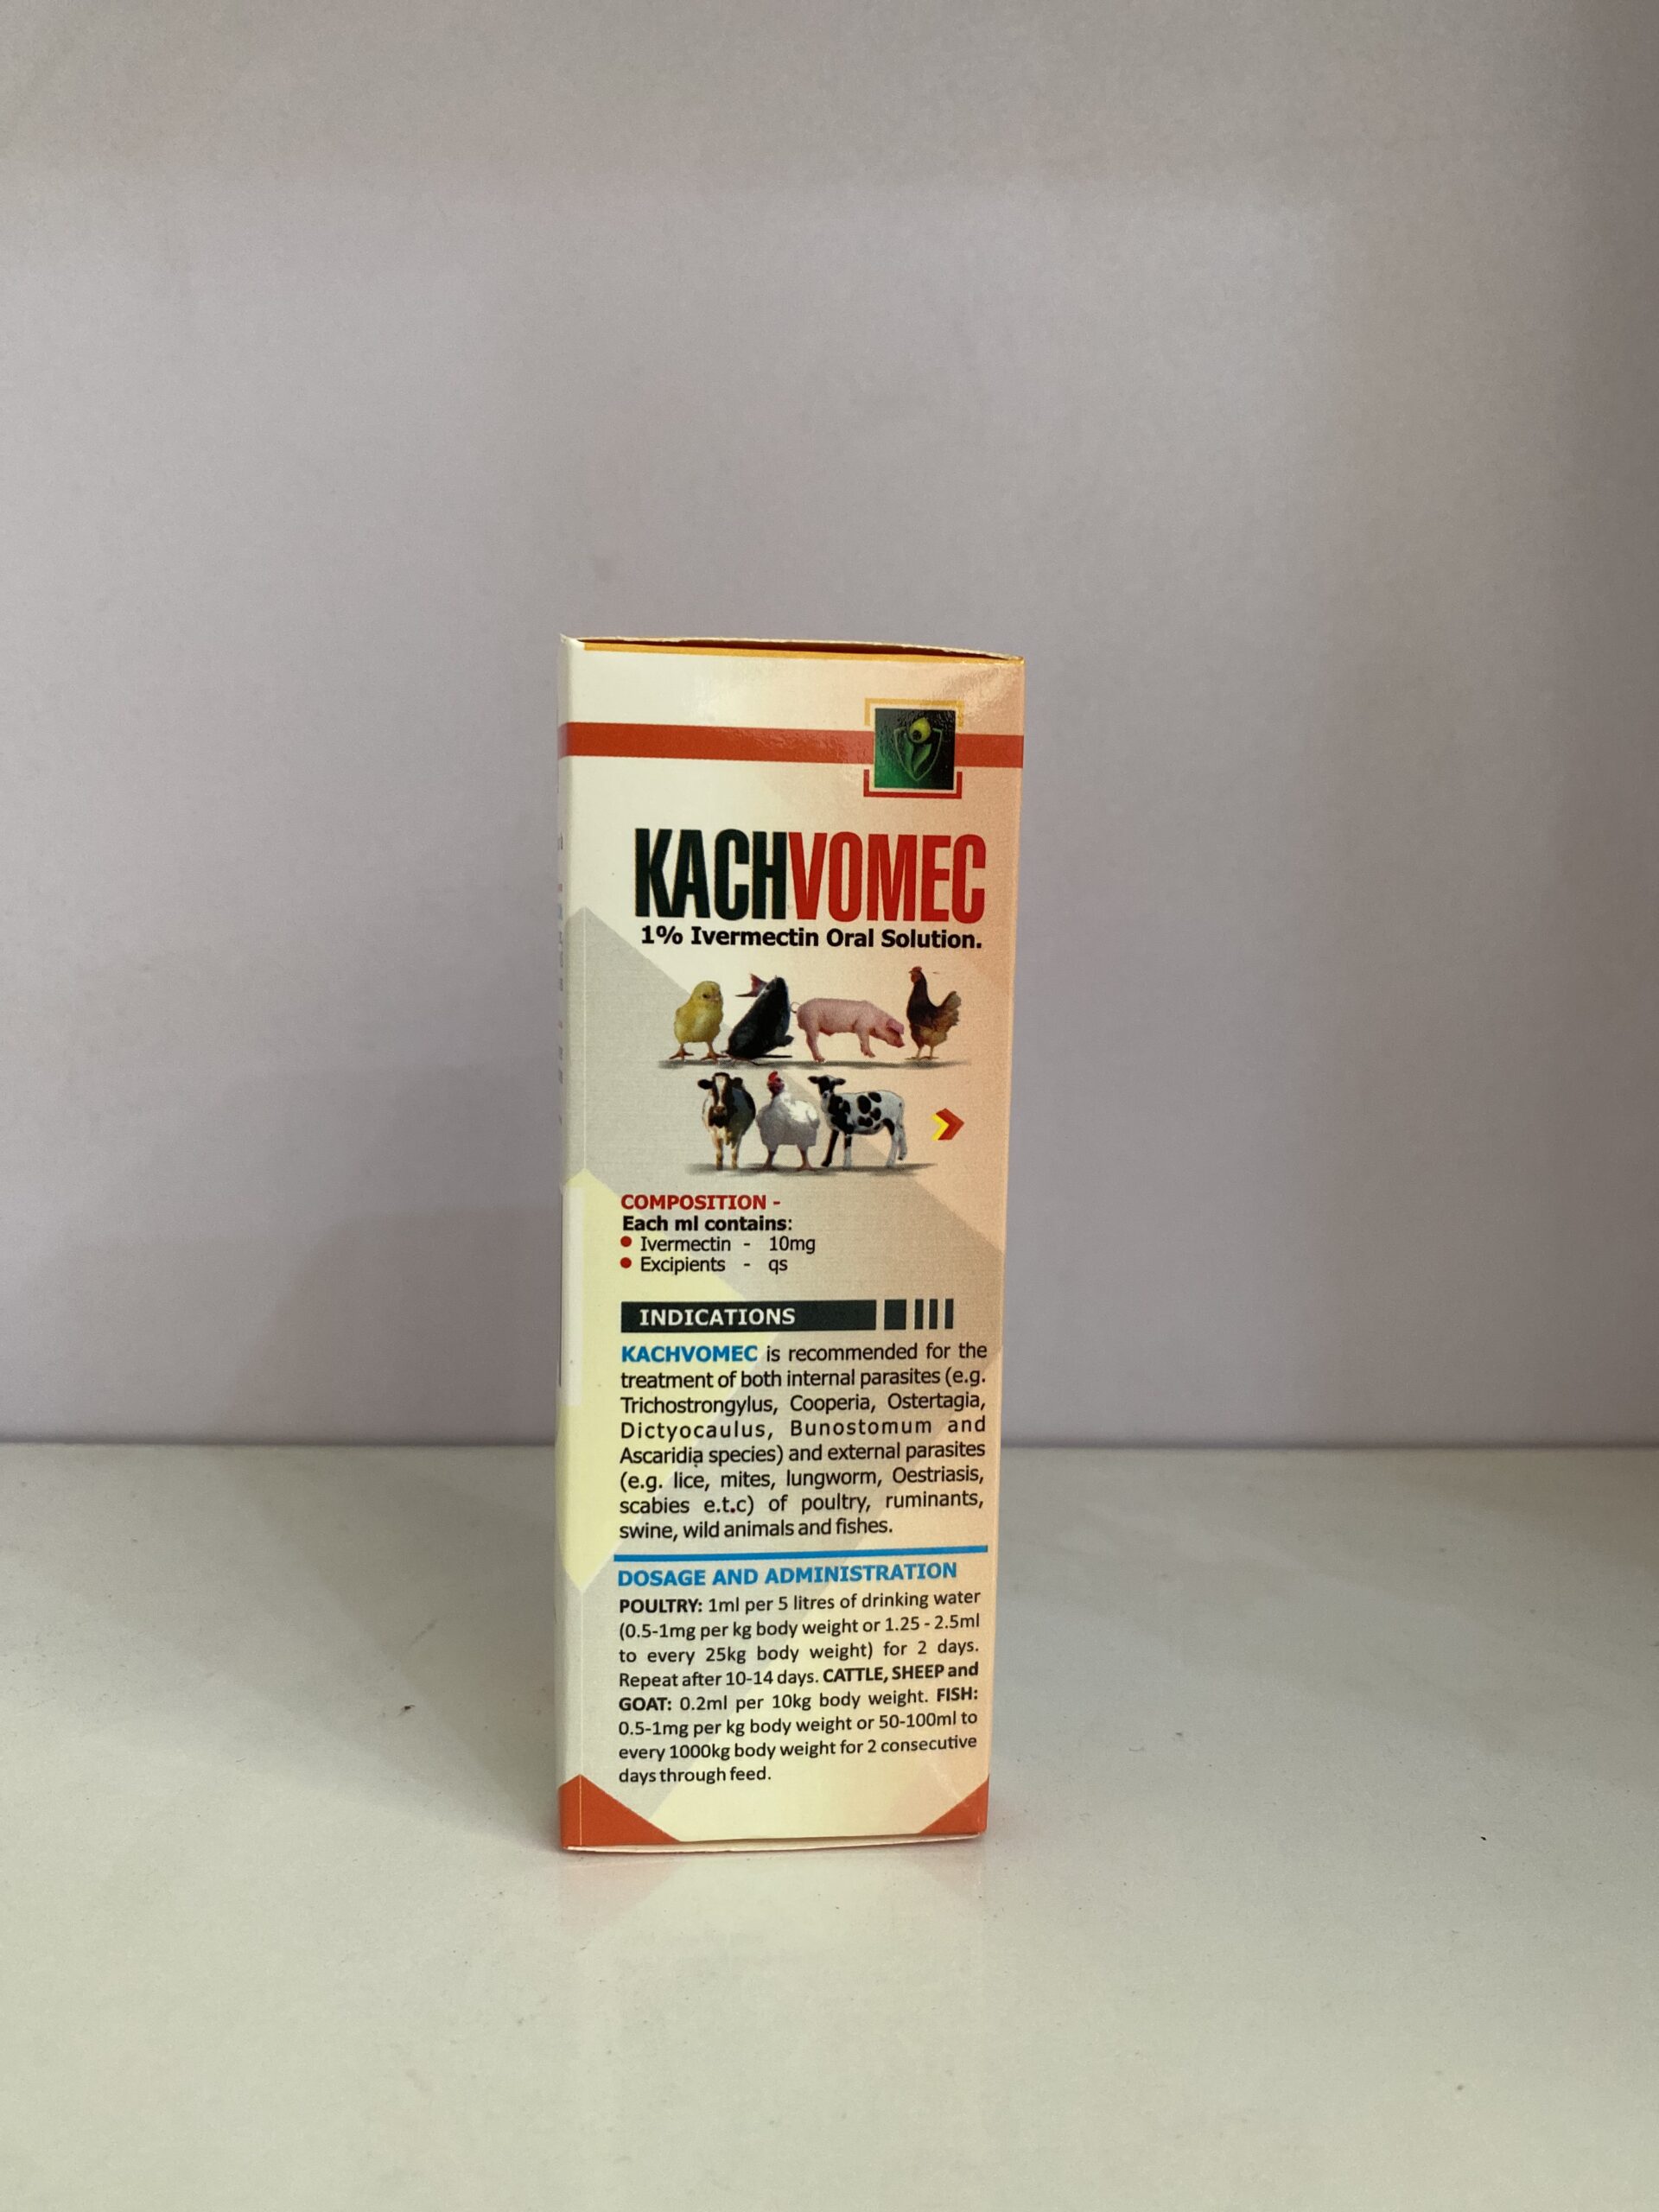 KACHVOMEC
1% Ivermectin Oral Solution.
COMPOSITION -
Each ml contains:
• Ivermectin - 10mg
• Excipients - qs
INDICATIONS
KACHVOMEC is recommended for the
treatment of both internal parasites (e.g.
Trichostrongylus, Cooperia, Ostertagia,
Dictyocaulus, Bunostomum and
Ascaridia species) and external parasites
(e.g. lice, mites, lungworm, Oestriasis,
scabies e.t.c) of poultry, ruminants,
swine, wild animals and fishes.
DOSAGE AND ADMINISTRATION
POULTRY: 1ml per 5 litres of drinking water
(0.5-1mg per kg body weight or 1.25 - 2.5ml
to every 25kg body weight) for 2 days.
Repeat after 10-14 days. CATTLE, SHEEP and
GOAT: 0.2ml per 10kg body weight. FISH:
0.5-1mg per kg body weight or 50-100ml to
every 1000kg body weight for 2 consecutive
days through feed.